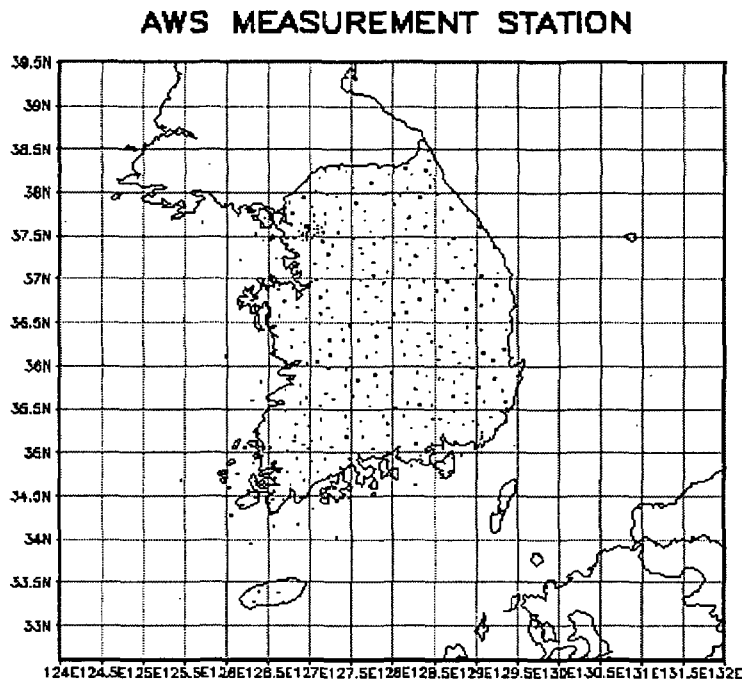 AWS MEASUREMENT STATION
39.5N
39N
38.5N
38N
37.5N
37N
36.5N
36N
35.5N
35N
34.5N
34N
33.5N
33N
124E124.5E125E125.5E126E126.5E127E127.5E128E128.5E129E129.5E130E130.5E131E131.5E132E